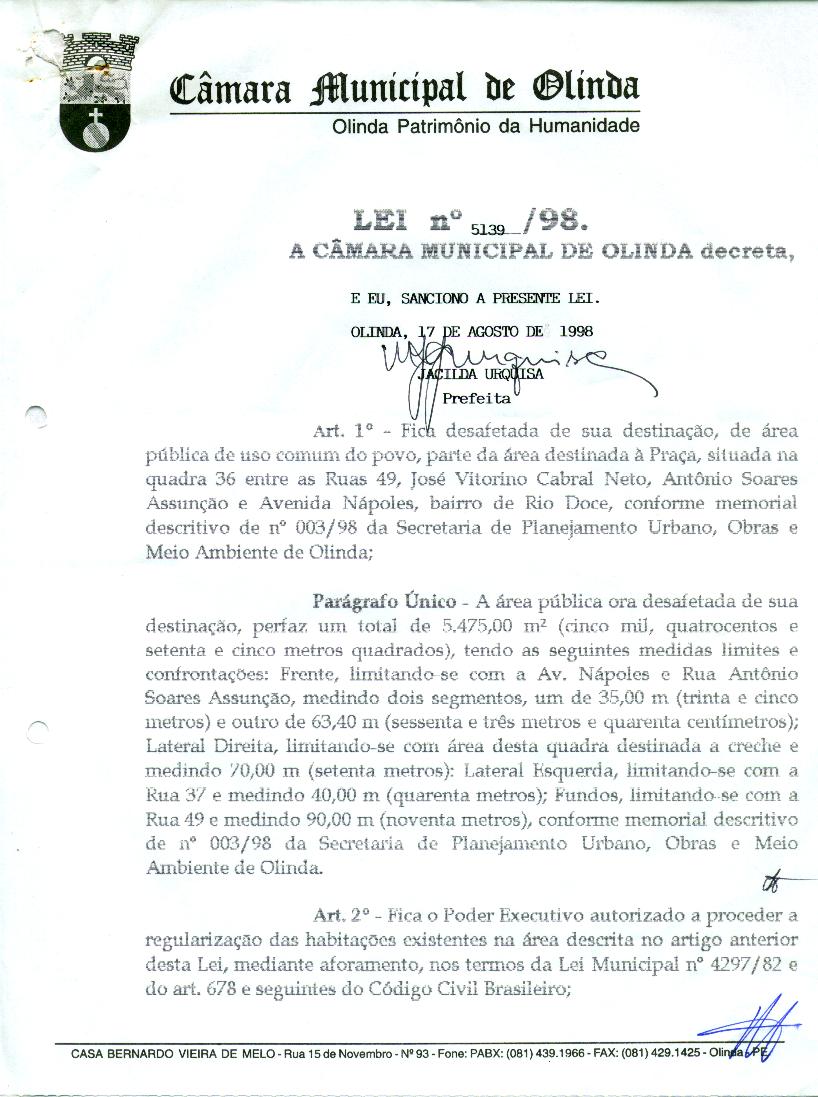 Câmara Municipal de Olinda
Olinda Patrimônio da Humanidade
LEI nº 5139 /98.
A CÂMARA MUNICIPAL DE OLINDA decreta,
E EU, SANCIONO A PRESENTE LEI.
OLINDA, 17 DE AGOSTO DE 1998
JACILDA URQUISA
Prefeita
Art. 1º - Fica desafetada de sua destinação, de área
pública de uso comum do povo, parte da área destinada à Praça, situada na
quadra 36 entre as Ruas 49, José Vitorino Cabral Neto, Antônio Soares
Assunção e Avenida Nápoles, bairro de Rio Doce, conforme memorial
descritivo de nº 003/98 da Secretaria de Planejamento Urbano, Obras e
Meio Ambiente de Olinda;
Parágrafo Único - A área pública ora desafetada de sua
destinação, perfaz um total de 5.475,00 m² (cinco mil, quatrocentos e
setenta e cinco metros quadrados), tendo as seguintes medidas limites e
confrontações: Frente, limitando-se com a Av. Nápoles e Rua Antônio
Soares Assunção, medindo dois segmentos, um de 35,00 m (trinta e cinco
metros) e outro de 63,40 m (sessenta e três metros e quarenta centímetros);
Lateral Direita, limitando-se com área desta quadra destinada a creche e
medindo 70,00 m (setenta metros): Lateral Esquerda, limitando-se com a
Rua 37 e medindo 40,00 m (quarenta metros); Fundos, limitando-se com a
Rua 49 e medindo 90,00 m (noventa metros), conforme memorial descritivo
de nº 003/98 da Secretaria de Planejamento Urbano, Obras e Meio
Ambiente de Olinda.
Art. 2º - Fica o Poder Executivo autorizado a proceder a
regularização das habitações existentes na área descrita no artigo anterior
desta Lei, mediante aforamento, nos termos da Lei Municipal nº 4297/82 e
do art. 678 e seguintes do Código Civil Brasileiro;
CASA BERNARDO VIEIRA DE MELO - Rua 15 de Novembro - Nº 93 - Fone: PABX: (081) 439.1966 - FAX: (081) 429.1425 - Olinda - PE